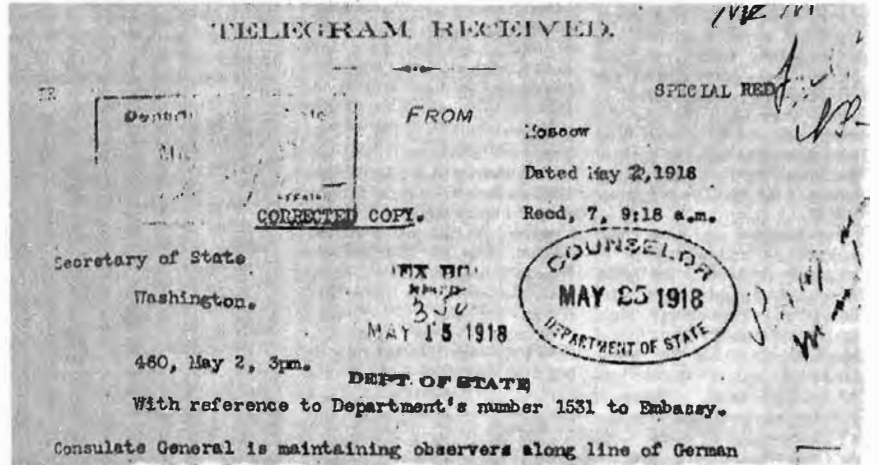 TELEGRAM RECEIVED.
SPECIAL RED
FROM
Moscow
Dated May 2, 1918
CORRECTED COPY.
Recd, 7, 9:18 a.m.
Secretary of State
Washington.
MAY 15 1918
COUNSELOR
MAY 25 1918
DEPARTMENT OF STATE
460, May 2, 3pm.
DEPT. OF STATE
With reference to Department's number 1531 to Embassy.
Consulate General is maintaining observers along line of German